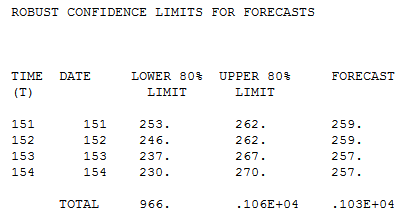 ROBUST CONFIDENCE LIMITS FOR FORECASTS
TIME DATE LOWER 80% UPPER 80% FORECAST
(T) LIMIT LIMIT
151 151 253. 262. 259.
152 152 246. 262. 259.
153 153 237. 267. 257.
154 154 230. 270. 257.
TOTAL 966. .106E+04 .103E+04